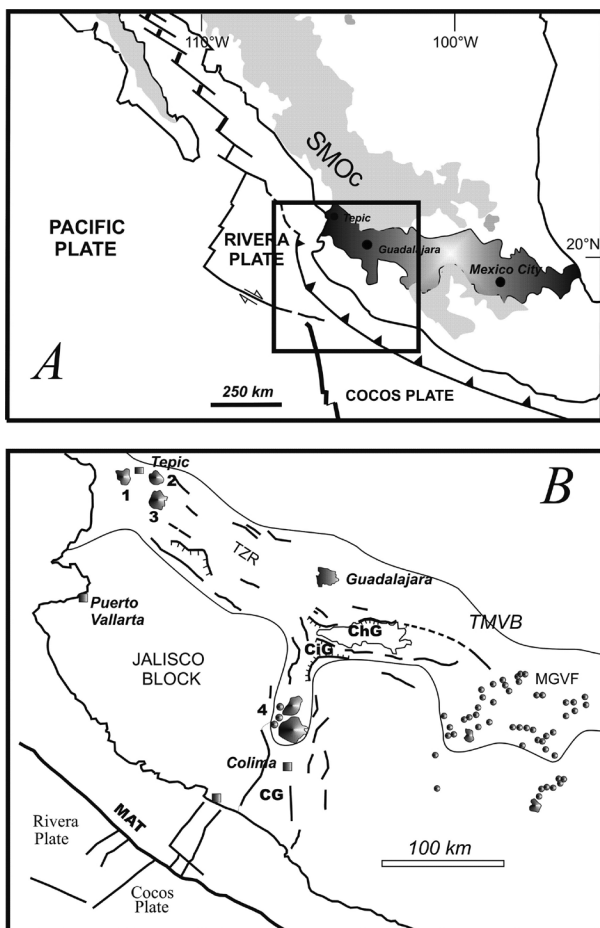 110°W
100°W
SMOc
Tepic
PACIFIC
PLATE
RIVERA
PLATE
Guadalajara
20°N
Mexico City
A
250 km
COCOS PLATE
B
Tepic
1
2
3
TZR
Guadalajara
Puerto
Vallarta
ChG
TMVB
CiG
JALISCO
BLOCK
MGVF
4
Colima
CG
MAT
Rivera
Plate
100 km
Cocos
Plate